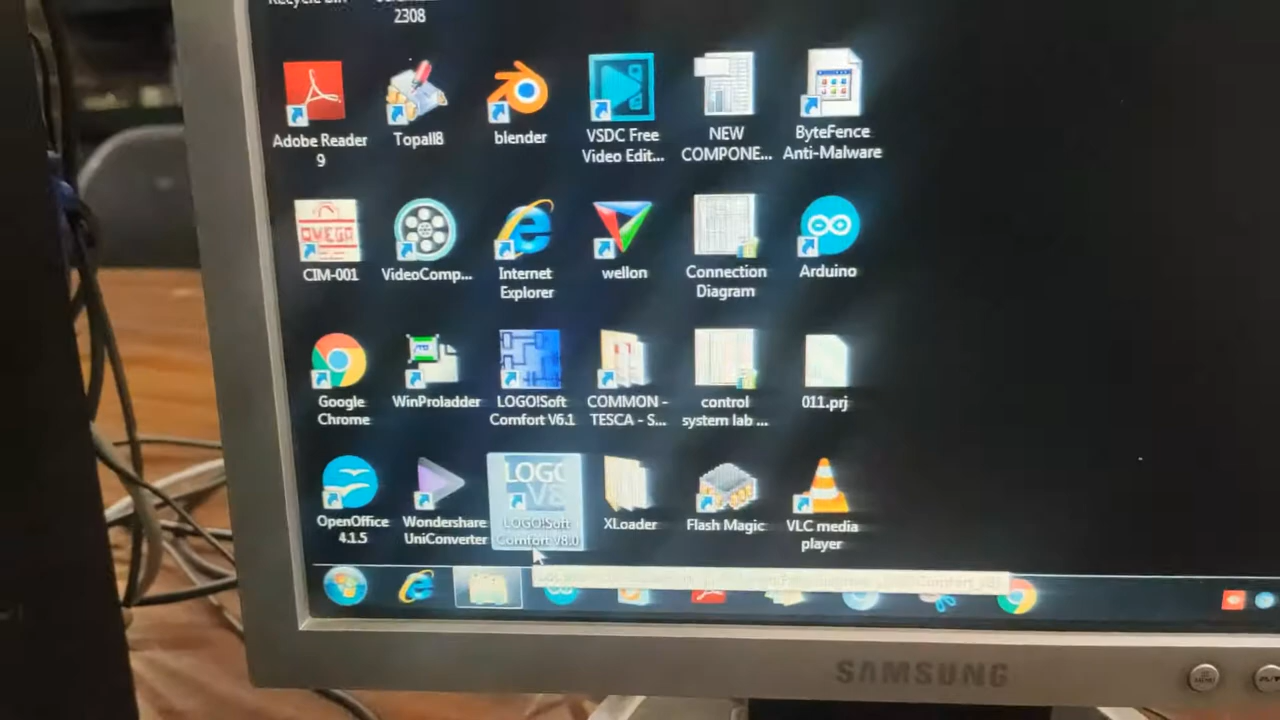 2308
Adobe Reader
9
Topall8
blender
VSDC Free
Video Edit...
NEW
COMPONE...
ByteFence
Anti-Malware
OMEGA
CIM-001
VideoComp...
Internet
Explorer
wellon
Connection
Diagram
Arduino
Google
Chrome
WinProladder
LOGO!Soft
Comfort V6.1
COMMON -
TESCA - S...
control
system lab ...
011.prj
OpenOffice
4.1.5
Wondershare
UniConverter
LOGO!Soft
Comfort V8.0
XLoader
Flash Magic
VLC media
player
SAMSUNG